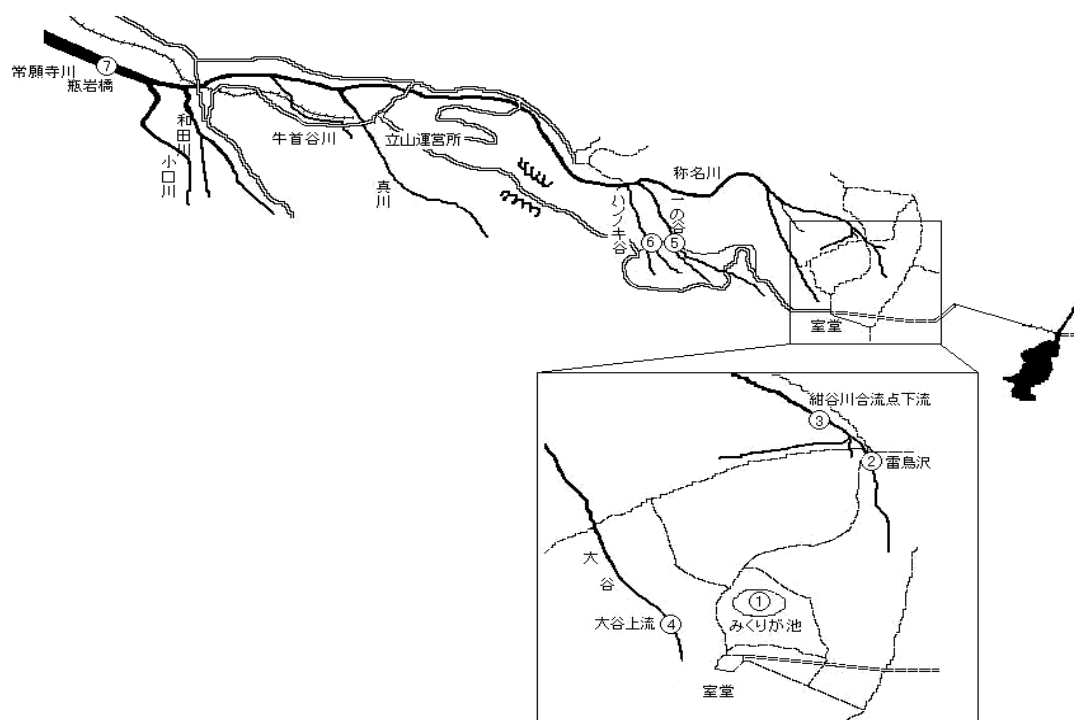 常願寺川
⑦
瓶岩橋
和田川
小口川
牛首谷川
真川
立山運営所
称名川
ハンノキ谷
一の谷
⑥
⑤
室堂
紺谷川合流点下流
③
②
雷鳥沢
大谷
大谷上流
④
①
みくりが池
室堂